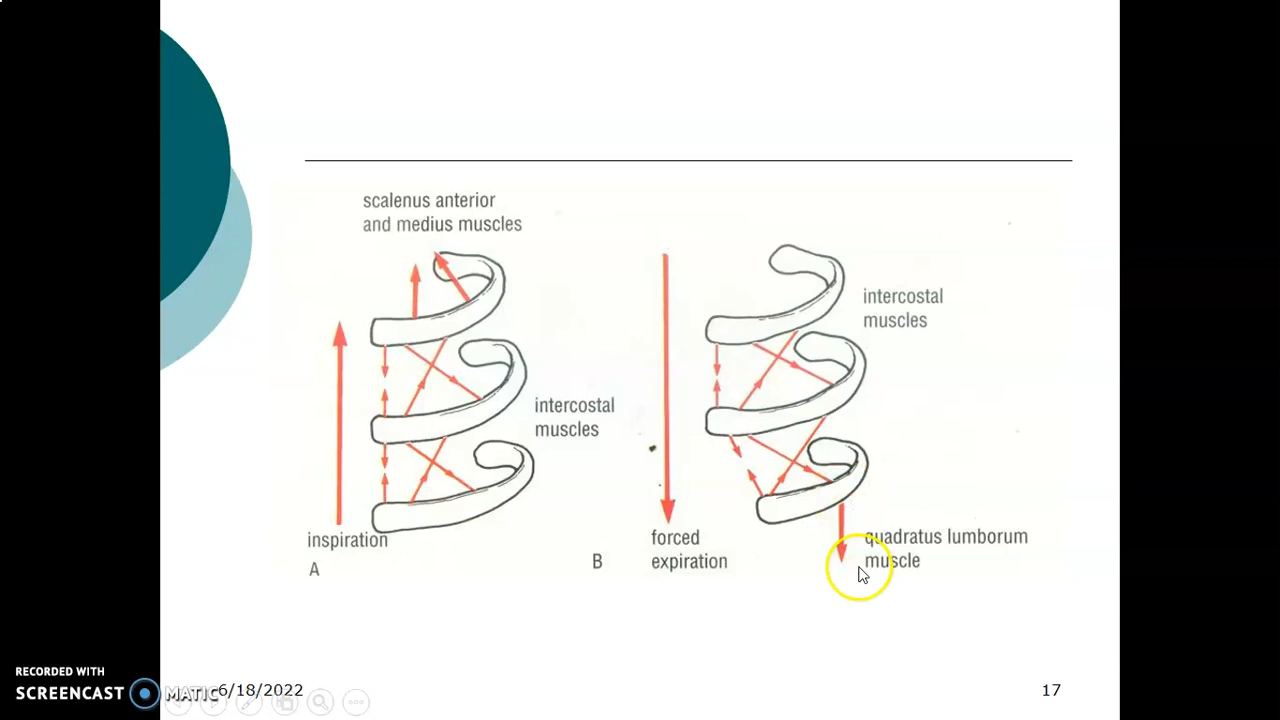 scalenus anterior
and medius muscles
intercostal
muscles
inspiration
A
intercostal
muscles
forced
expiration
B
quadratus lumborum
muscle
RECORDED WITH
SCREENCAST MATIC
6/18/2022
17